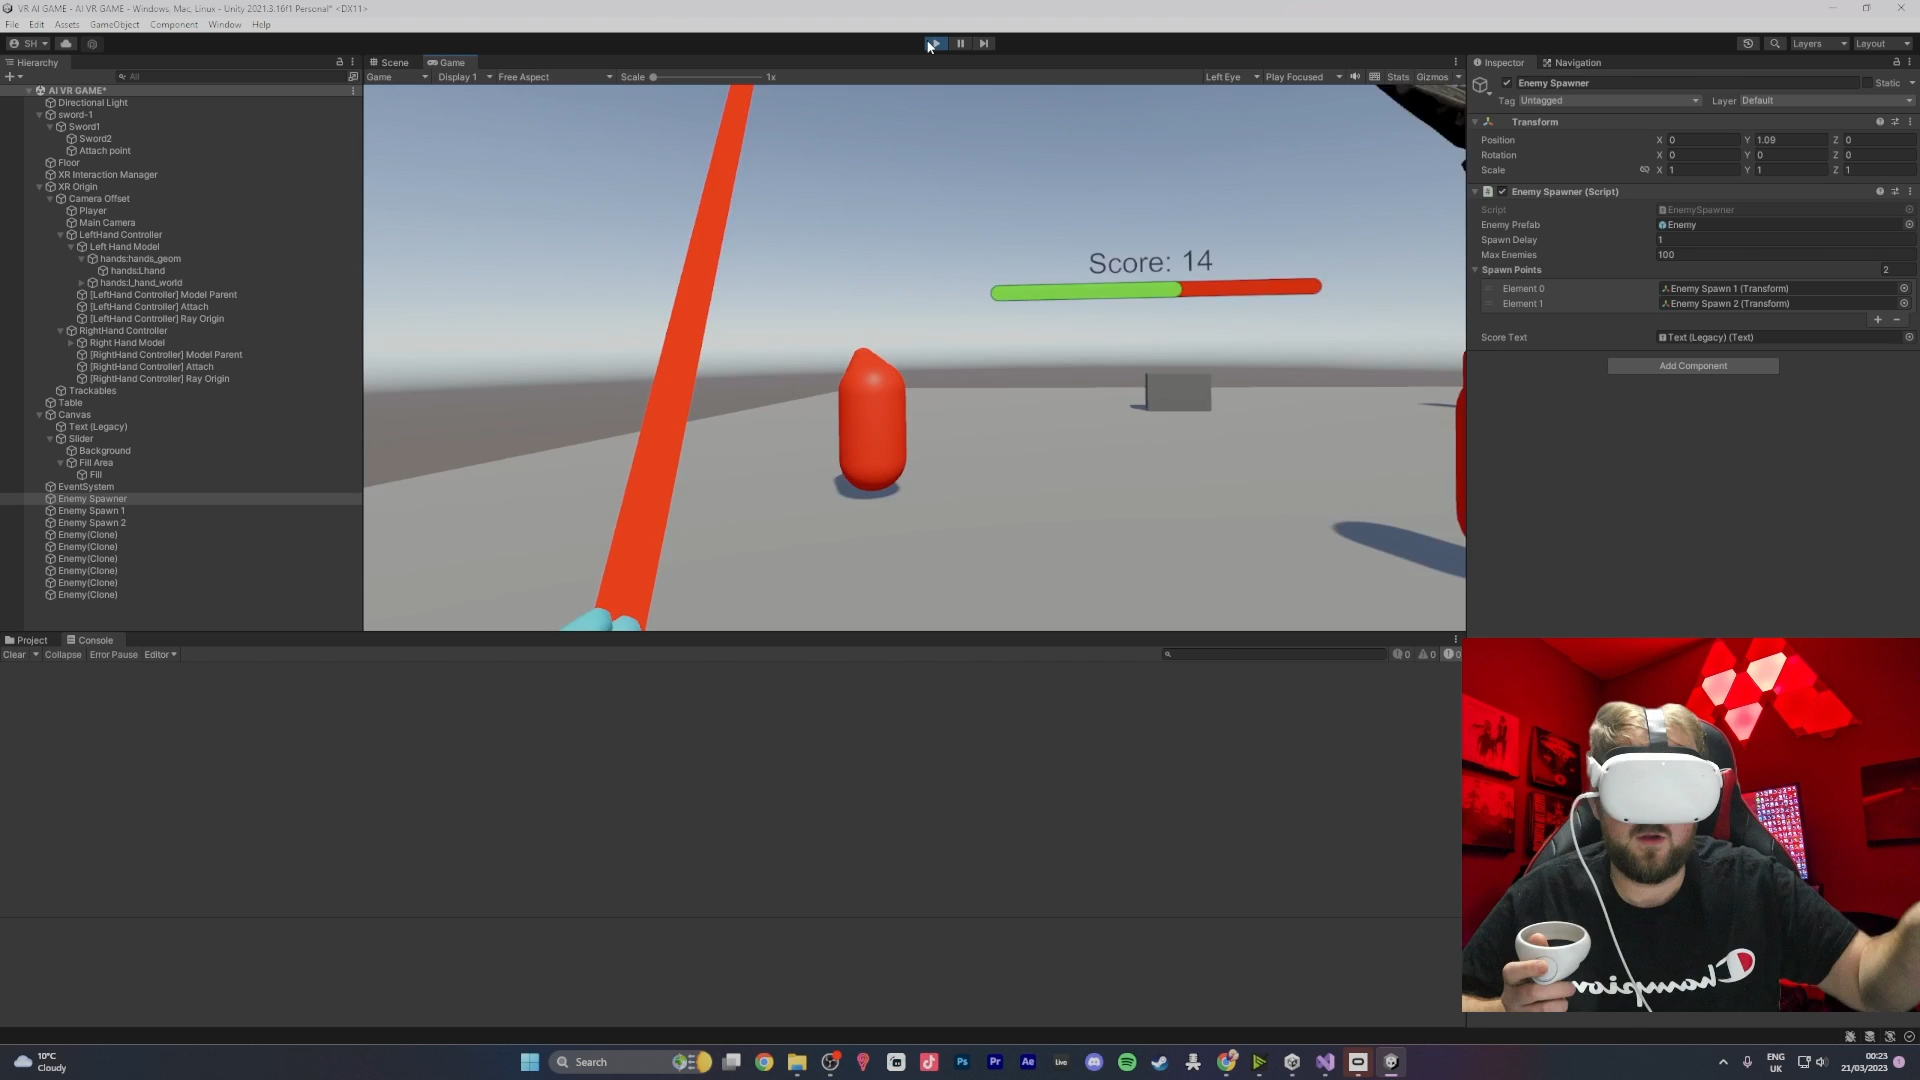 VR AI GAME - AI VR GAME - Windows, Mac, Linux - Unity 2021.3.16f1 Personal* <DX11>
File Edit Assets GameObject Component Window Help
SH
Layers Layout
Hierarchy
All
AI VR GAME*
Directional Light
sword-1
Sword1
Sword2
Attach point
Floor
XR Interaction Manager
XR Origin
Camera Offset
Player
Main Camera
LeftHand Controller
Left Hand Model
hands:hands_geom
hands:Lhand
hands:l_hand_world
[LeftHand Controller] Model Parent
[LeftHand Controller] Attach
[LeftHand Controller] Ray Origin
RightHand Controller
Right Hand Model
[RightHand Controller] Model Parent
[RightHand Controller] Attach
[RightHand Controller] Ray Origin
Trackables
Table
Canvas
Text (Legacy)
Slider
Background
Fill Area
Fill
EventSystem
Enemy Spawner
Enemy Spawn 1
Enemy Spawn 2
Enemy(Clone)
Enemy(Clone)
Enemy(Clone)
Enemy(Clone)
Enemy(Clone)
Enemy(Clone)
Scene Game
Game Display 1 Free Aspect Scale 1x Left Eye Play Focused Stats Gizmos
Score: 14
Inspector Navigation
Enemy Spawner Static
Tag Untagged Layer Default
Transform
Position X 0 Y 1.09 Z 0
Rotation X 0 Y 0 Z 0
Scale X 1 Y 1 Z 1
Enemy Spawner (Script)
Script EnemySpawner
Enemy Prefab Enemy
Spawn Delay 1
Max Enemies 100
Spawn Points 2
Element 0 Enemy Spawn 1 (Transform)
Element 1 Enemy Spawn 2 (Transform)
Score Text Text (Legacy) (Text)
Add Component
Project Console
Clear Collapse Error Pause Editor
0 0 0
Champion
10°C
Cloudy
Search
Ps Pr Ae Live
ENG
UK
00:23
21/03/2023
1